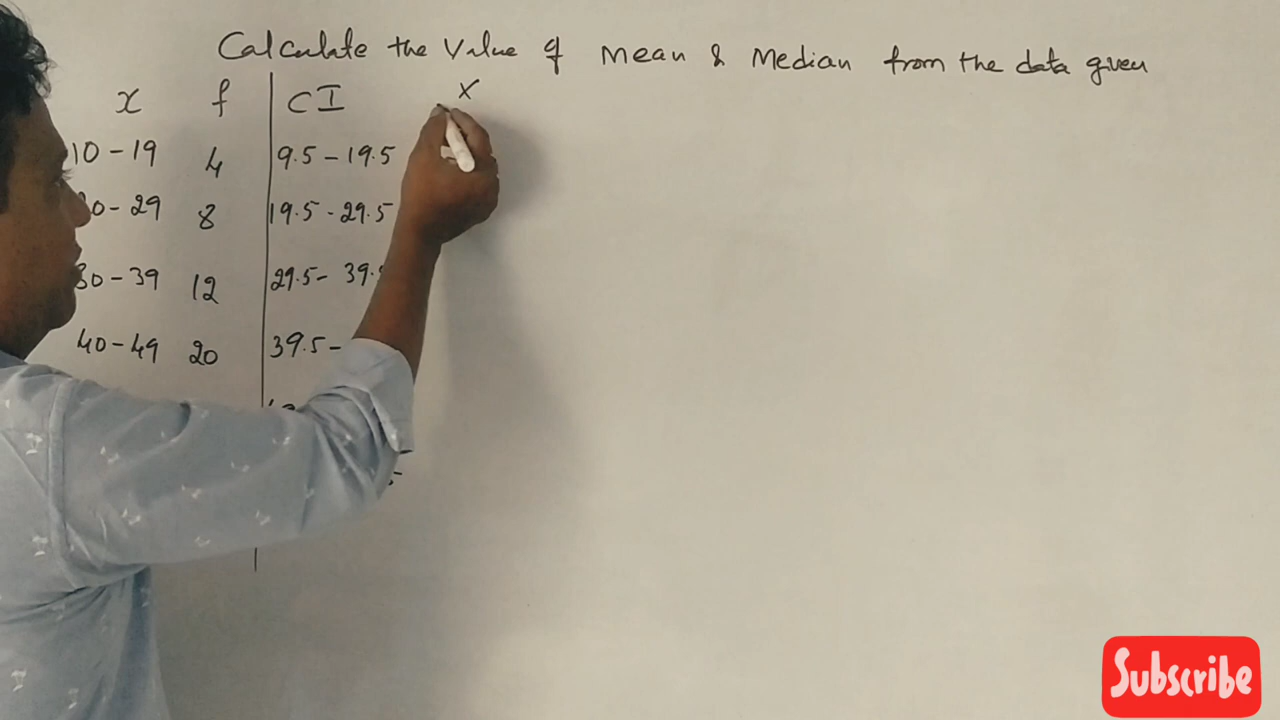 Calculate the Value of Mean & Median from the data given
x f CI X
10-19 4 9.5-19.5
0-29 8 19.5-29.5
30-39 12 29.5-39.
40-49 20 39.5-
Subscribe